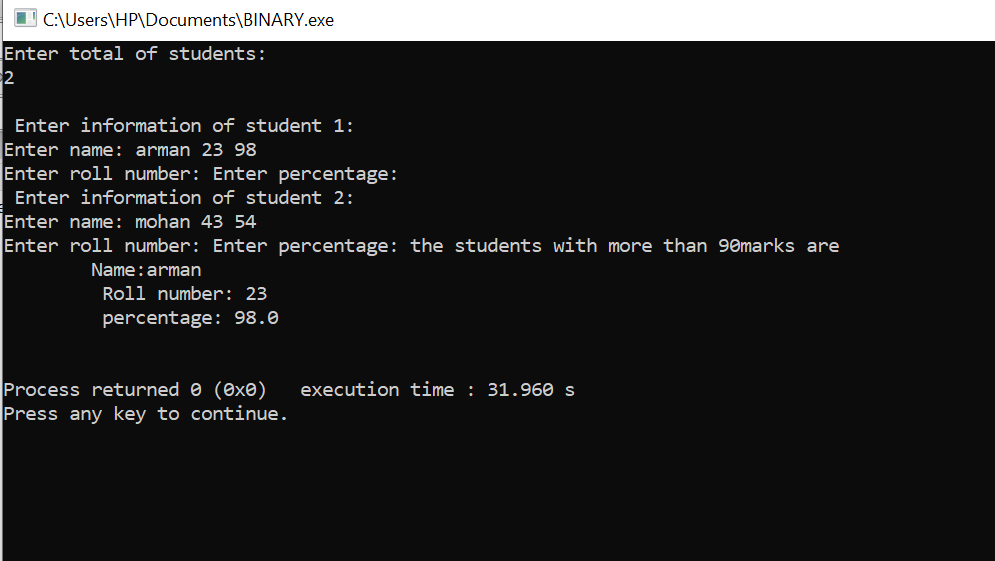 C:\Users\HP\Documents\BINARY.exe
Enter total of students:
2
Enter information of student 1:
Enter name: arman 23 98
Enter roll number: Enter percentage:
Enter information of student 2:
Enter name: mohan 43 54
Enter roll number: Enter percentage: the students with more than 90marks are
Name:arman
Roll number: 23
percentage: 98.0
Process returned 0 (0x0)   execution time : 31.960 s
Press any key to continue.